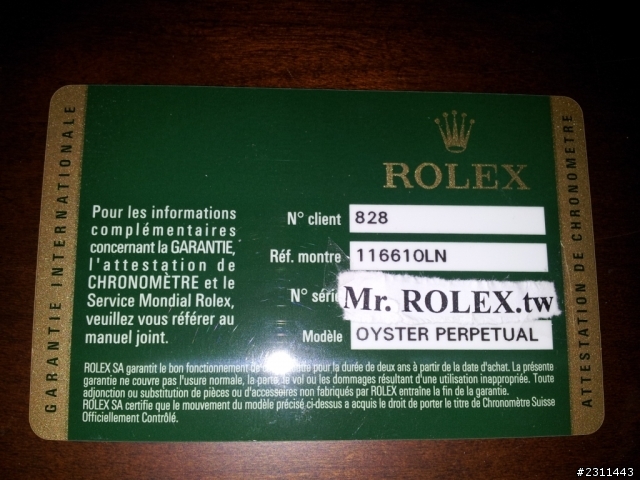 GARANTIE INTERNATIONALE
ROLEX
ATTESTATION DE CHRONOMETRE
Pour les informations
complémentaires
concernant la GARANTIE,
l'attestation de
CHRONOMÈTRE et le
Service Mondial Rolex,
veuillez vous référer au
manuel joint.
N° client 828
Réf. montre 116610LN
N° séri Mr. ROLEX.tw
Modèle OYSTER PERPETUAL
ROLEX SA garantit le bon fonctionnement de pour la durée de deux ans à partir de la date d'achat. La présente
garantie ne couvre pas l'usure normale, la perte, le vol ou les dommages résultant d'une utilisation inappropriée. Toute
adjonction ou substitution de pièces ou d'accessoires non fabriqués par ROLEX entraîne la fin de la garantie.
ROLEX SA certifie que le mouvement du modèle précisé ci-dessus a acquis le droit de porter le titre de Chronomètre Suisse
Officiellement Contrôlé.
#2311443